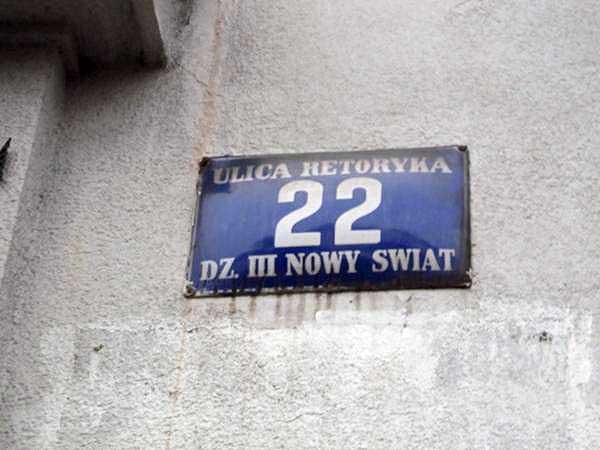 ULICA RETORYKA
22
DZ. III NOWY SWIAT